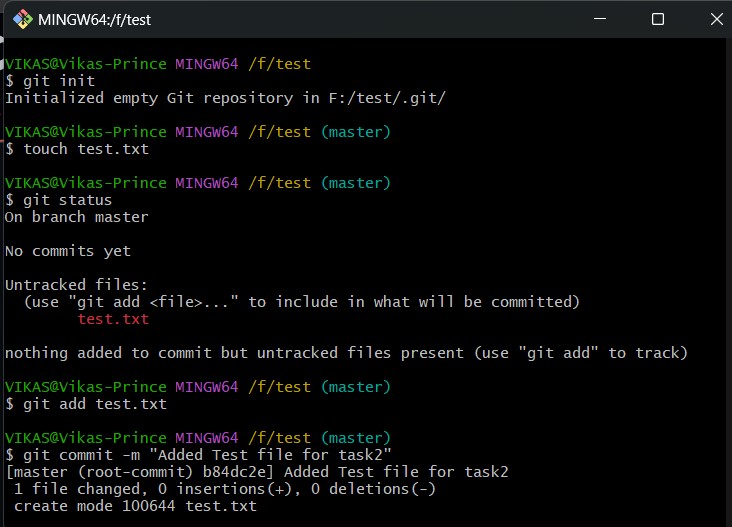 MINGW64:/f/test
VIKAS@Vikas-Prince MINGW64 /f/test
$ git init
Initialized empty Git repository in F:/test/.git/
VIKAS@Vikas-Prince MINGW64 /f/test (master)
$ touch test.txt
VIKAS@Vikas-Prince MINGW64 /f/test (master)
$ git status
On branch master
No commits yet
Untracked files:
(use "git add <file>..." to include in what will be committed)
test.txt
nothing added to commit but untracked files present (use "git add" to track)
VIKAS@Vikas-Prince MINGW64 /f/test (master)
$ git add test.txt
VIKAS@Vikas-Prince MINGW64 /f/test (master)
$ git commit -m "Added Test file for task2"
[master (root-commit) b84dc2e] Added Test file for task2
1 file changed, 0 insertions(+), 0 deletions(-)
create mode 100644 test.txt